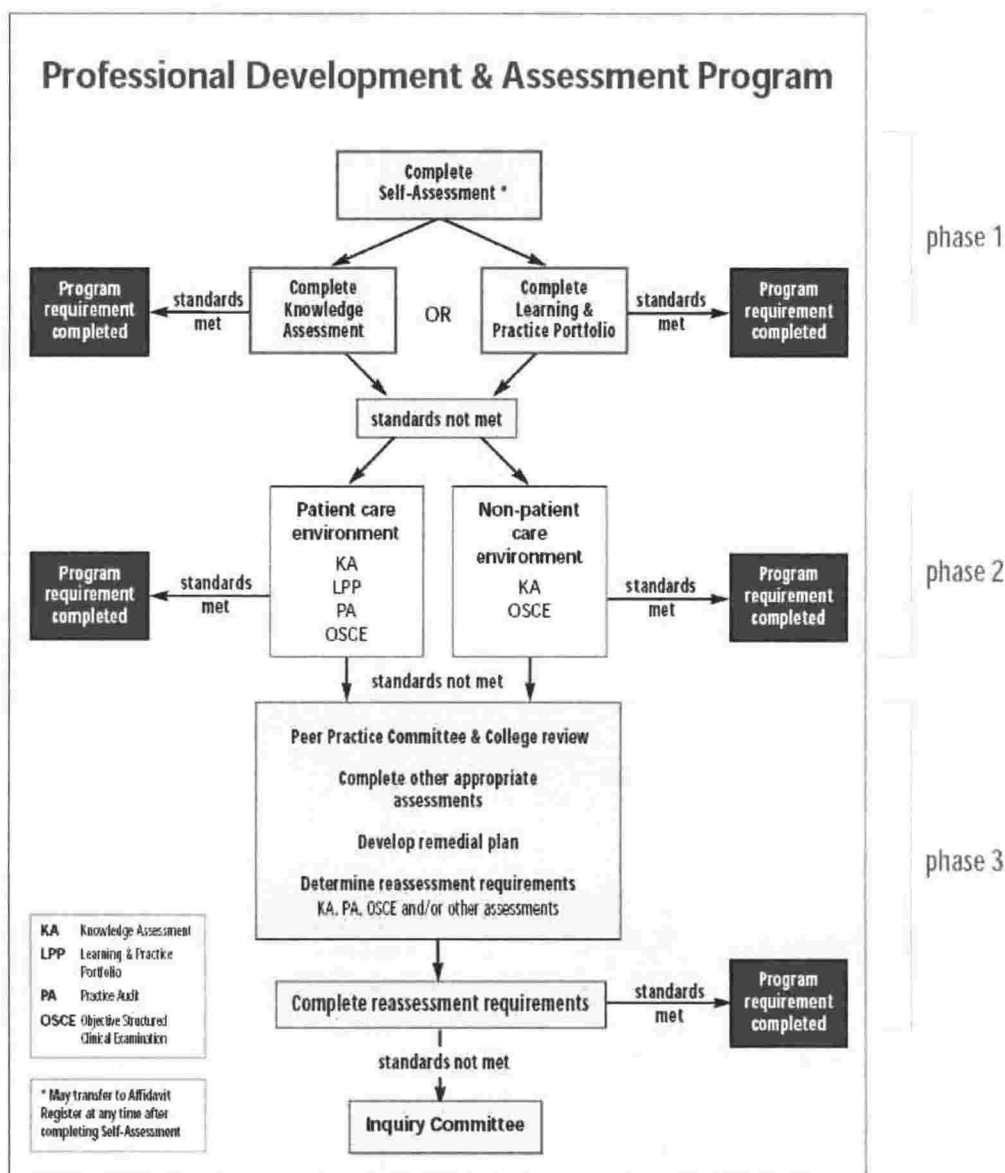 Professional Development & Assessment Program
Complete
Self-Assessment *
phase 1
Program
requirement
completed
standards
met
Complete
Knowledge
Assessment
OR
Complete
Learning &
Practice Portfolio
standards
met
Program
requirement
completed
standards not met
Patient care
environment
KA
LPP
PA
OSCE
Non-patient
care
environment
KA
OSCE
Program
requirement
completed
standards
met
standards
met
Program
requirement
completed
phase 2
standards not met
Peer Practice Committee & College review
Complete other appropriate
assessments
Develop remedial plan
Determine reassessment requirements
KA, PA, OSCE and/or other assessments
phase 3
KA Knowledge Assessment
LPP Learning & Practice
Portfolio
PA Practice Audit
OSCE Objective Structured
Clinical Examination
Complete reassessment requirements
standards
met
Program
requirement
completed
standards not met
Inquiry Committee
* May transfer to Affidavit
Register at any time after
completing Self-Assessment